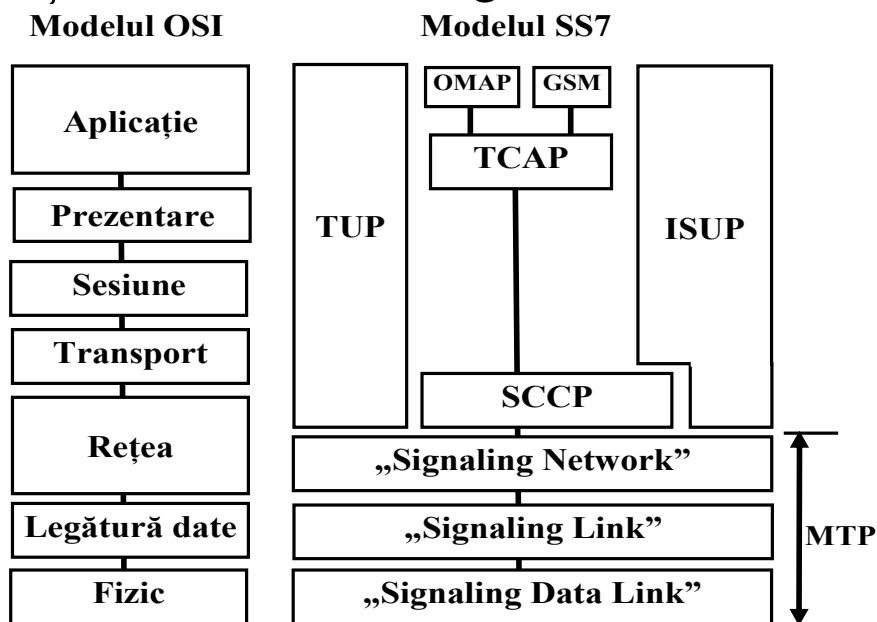 Modelul OSI
Modelul SS7
Aplicație
Prezentare
Sesiune
Transport
Rețea
Legătură date
Fizic
OMAP
GSM
TCAP
TUP
ISUP
SCCP
„Signaling Network”
„Signaling Link”
„Signaling Data Link”
MTP